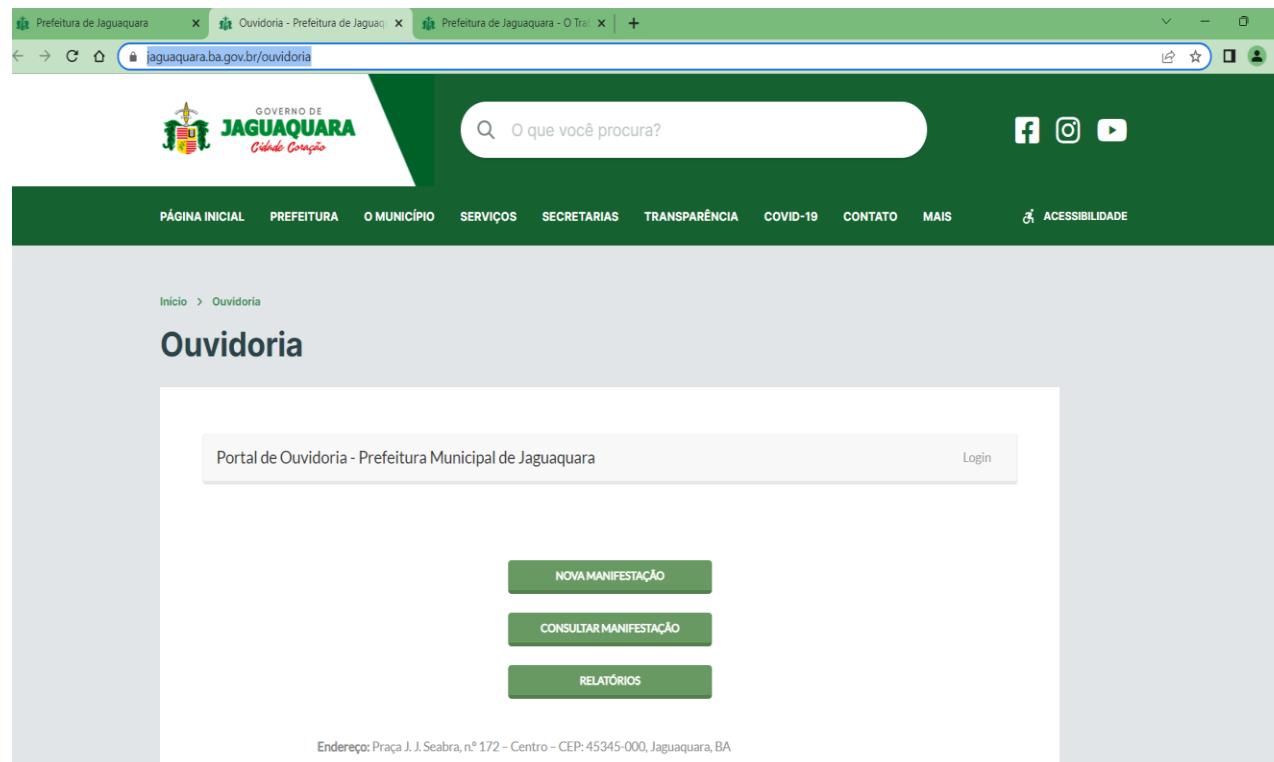 Prefeitura de Jaguaquara
Ouvidoria - Prefeitura de Jaguaq
Prefeitura de Jaguaquara - O Tra
jaguaquara.ba.gov.br/ouvidoria
GOVERNO DE
JAGUAQUARA
Cidade Coração
O que você procura?
PÁGINA INICIAL PREFEITURA O MUNICÍPIO SERVIÇOS SECRETARIAS TRANSPARÊNCIA COVID-19 CONTATO MAIS ACESSIBILIDADE
Início > Ouvidoria
Ouvidoria
Portal de Ouvidoria - Prefeitura Municipal de Jaguaquara Login
NOVA MANIFESTAÇÃO
CONSULTAR MANIFESTAÇÃO
RELATÓRIOS
Endereço: Praça J. J. Seabra, n.º 172 – Centro – CEP: 45345-000, Jaguaquara, BA